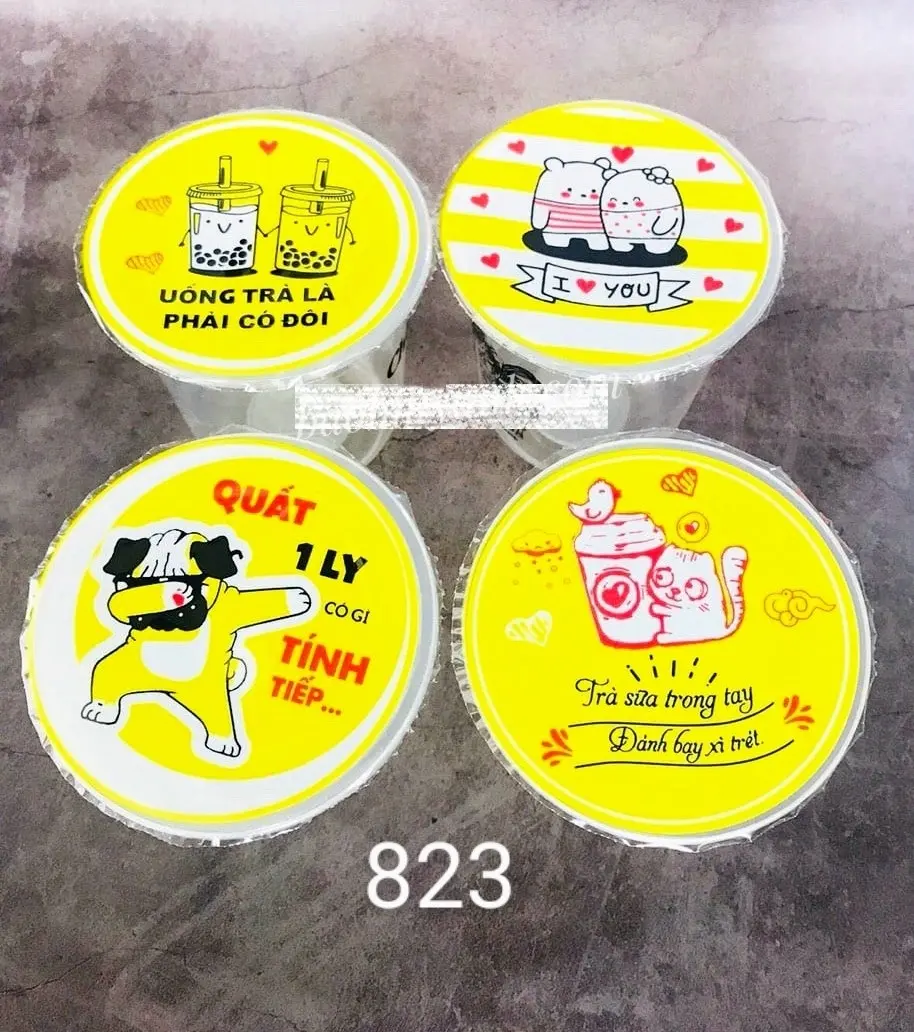 UỐNG TRÀ LÀ
PHẢI CÓ ĐÔI
I YOU
QUẤT
1 LY
CÓ GÌ
TÍNH
TIẾP...
Trà sữa trong tay
Đánh bay xì trét.
823